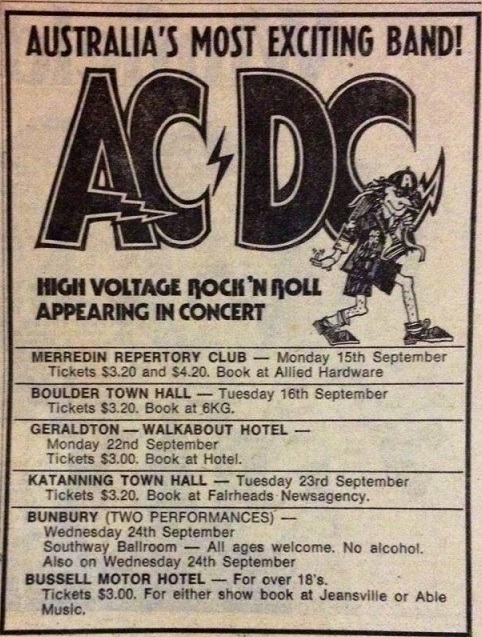 AUSTRALIA'S MOST EXCITING BAND!
AC DC
HIGH VOLTAGE ROCK 'N ROLL
APPEARING IN CONCERT
MERREDIN REPERTORY CLUB — Monday 15th September
Tickets $3.20 and $4.20. Book at Allied Hardware
BOULDER TOWN HALL — Tuesday 16th September
Tickets $3.20. Book at 6KG.
GERALDTON — WALKABOUT HOTEL —
Monday 22nd September
Tickets $3.00. Book at Hotel.
KATANNING TOWN HALL — Tuesday 23rd September
Tickets $3.20. Book at Fairheads Newsagency.
BUNBURY (TWO PERFORMANCES) —
Wednesday 24th September
Southway Ballroom — All ages welcome. No alcohol.
Also on Wednesday 24th September
BUSSELL MOTOR HOTEL — For over 18's.
Tickets $3.00. For either show book at Jeansville or Able
Music.